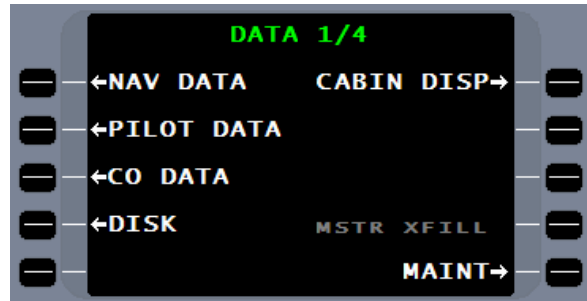 DATA 1/4
←NAV DATA CABIN DISP→
←PILOT DATA
←CO DATA
←DISK MSTR XFILL
MAINT→